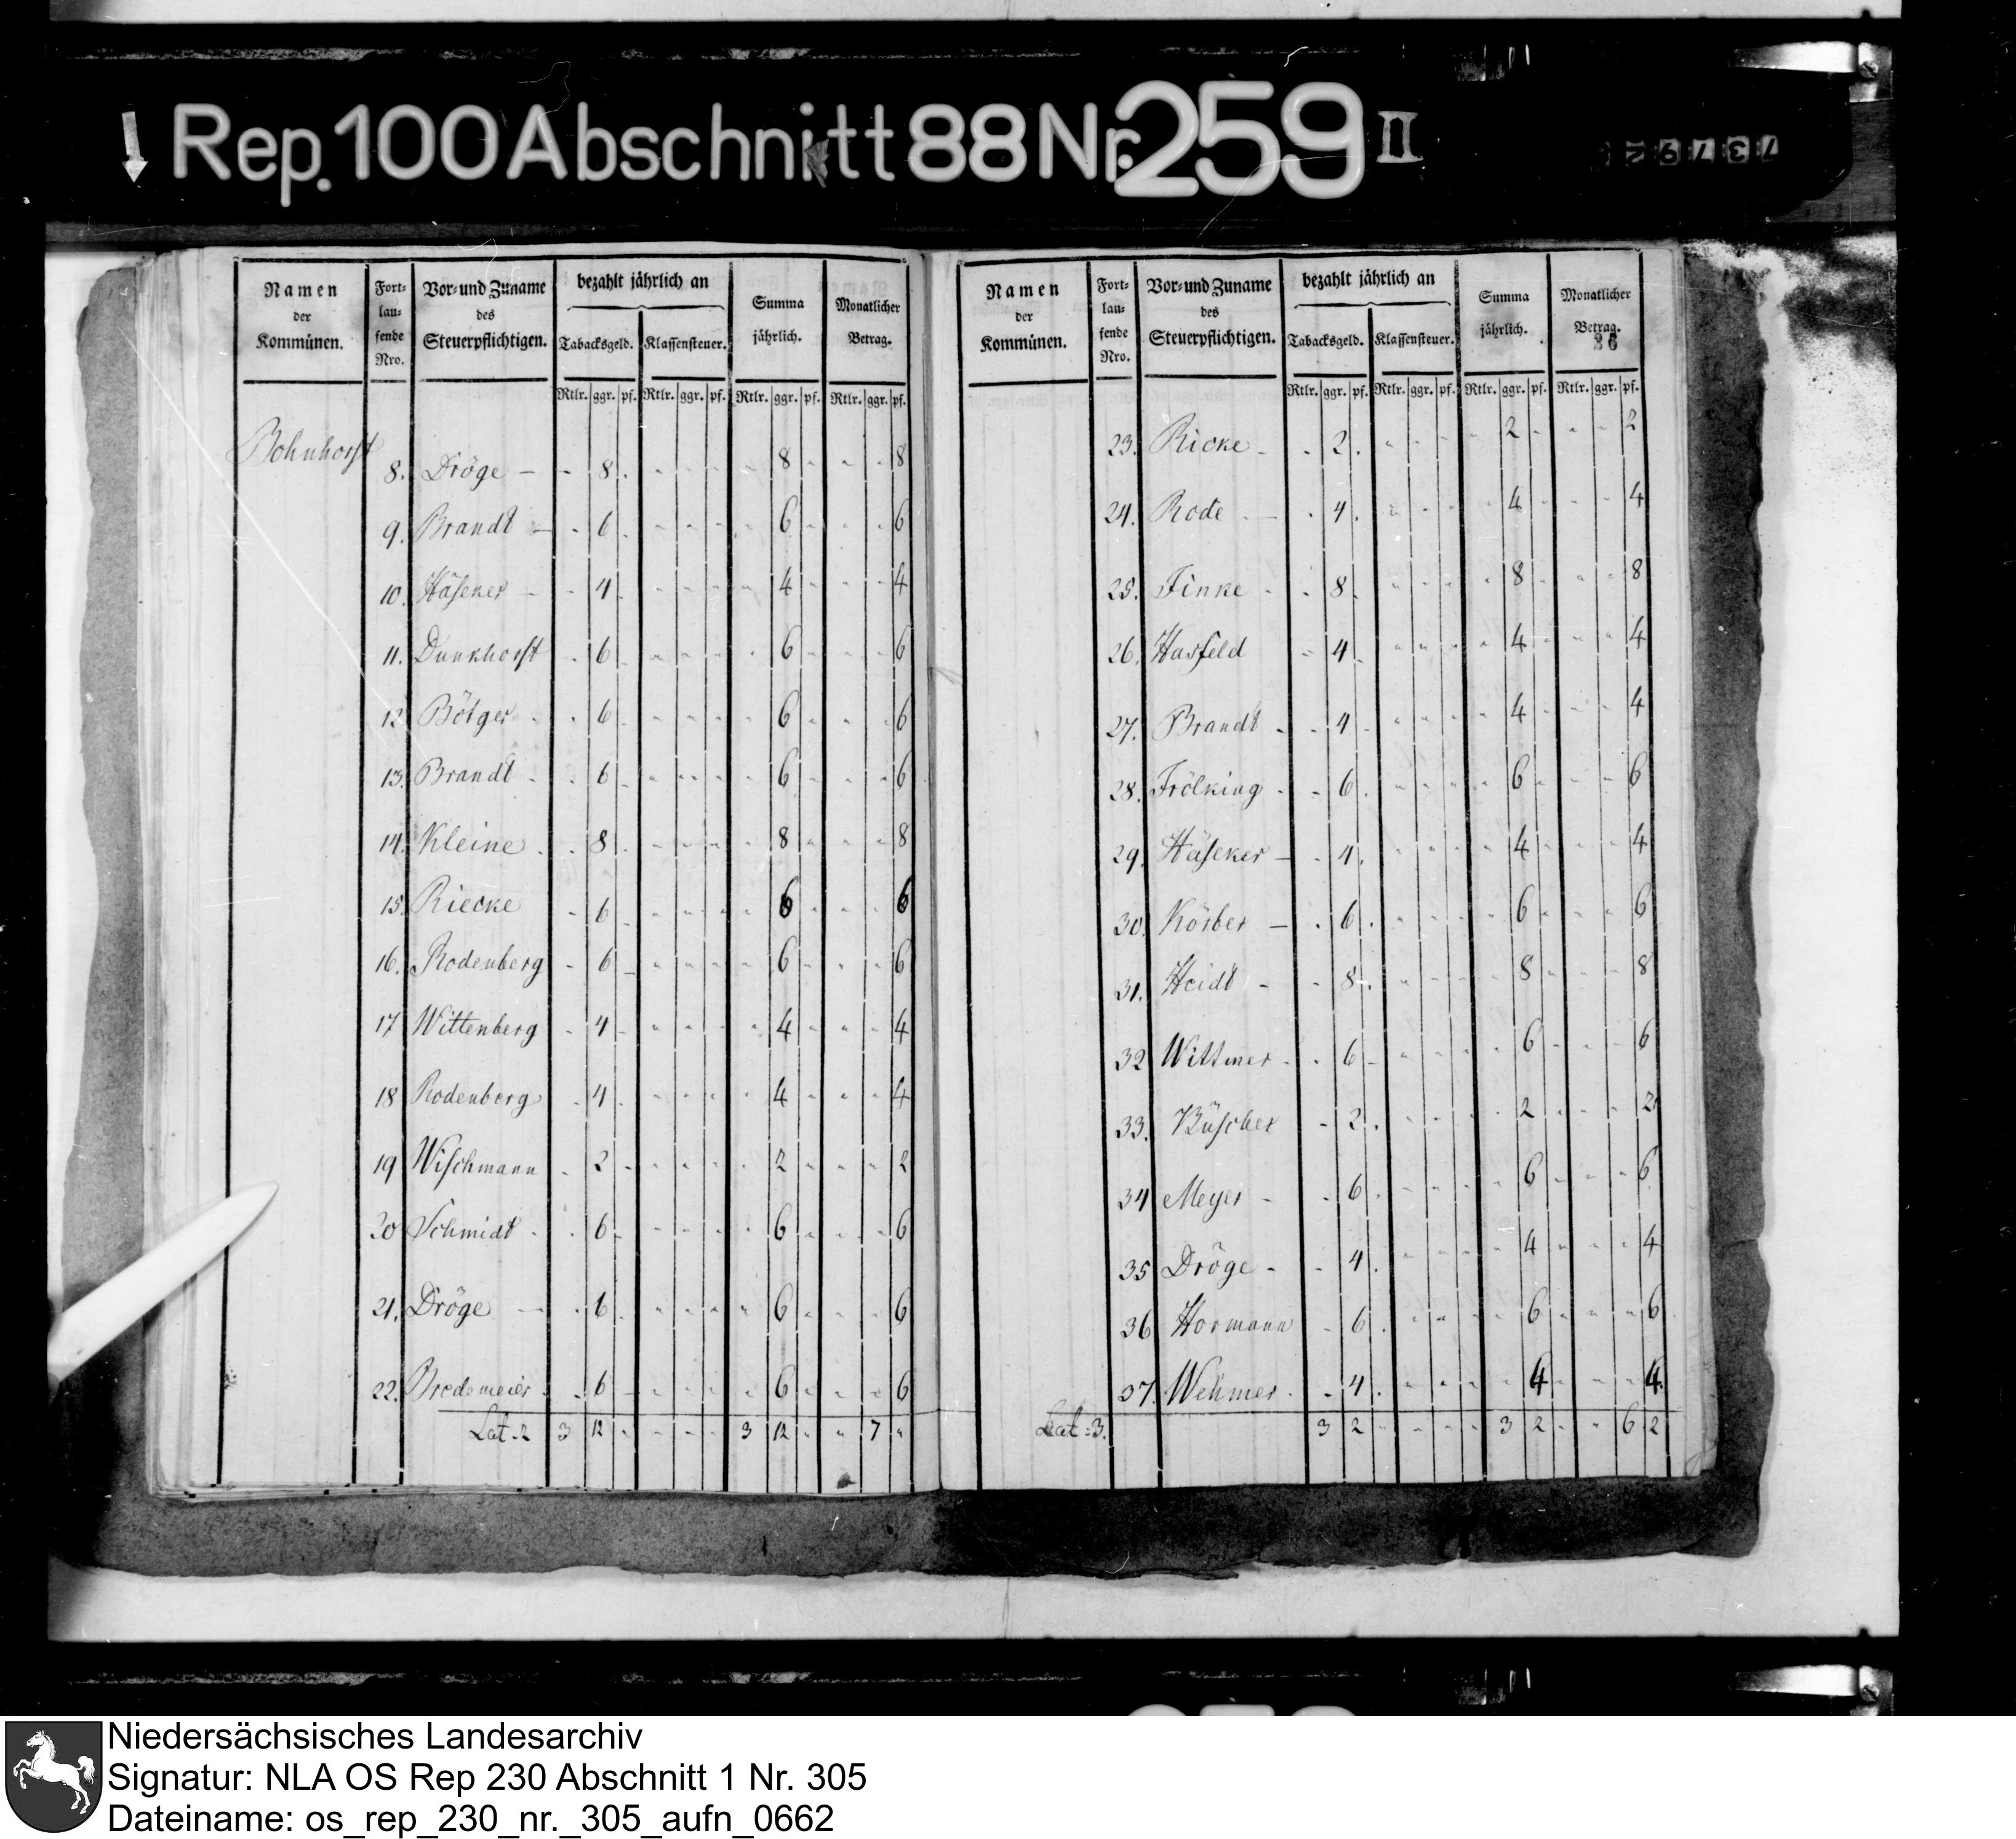 Rep. 100 Abschnitt 88 Nr. 259 II
Namen der Kommünen.
Fortlaufende Nro.
Vor- und Zuname des Steuerpflichtigen.
bezahlt jährlich an
Tabacksgeld. Klassensteuer.
Summa jährlich.
Monatlicher Betrag.
Rtlr. ggr. pf. Rtlr. ggr. pf. Rtlr. ggr. pf. Rtlr. ggr. pf.
Bohnhorst
8. Dröge 8 8 8
9. Brandt 6 6 6
10. Häseker 4 4 4
11. Dunkhorst 6 6 6
12 Bötger 6 6 6
13. Brandt 6 6 6
14. Kleine 8 8 8
15. Riecke 6 6 6
16. Rodenberg 6 6 6
17 Wittenberg 4 4 4
18 Rodenberg 4 4 4
19 Wischmann 2 2 2
20 Schmidt 6 6 6
21. Dröge 6 6 6
22. Bredemeier 6 6 6
Lat. 2 3 12 3 12 7
Namen der Kommünen.
Fortlaufende Nro.
Vor- und Zuname des Steuerpflichtigen.
bezahlt jährlich an
Tabacksgeld. Klassensteuer.
Summa jährlich.
Monatlicher Betrag.
Rtlr. ggr. pf. Rtlr. ggr. pf. Rtlr. ggr. pf. Rtlr. ggr. pf.
23. Ricke 2 2 2
24. Rode 4 4 4
25. Finke 8 8 8
26. Hasfeld 4 4 4
27. Brandt 4 4 4
28. Frölking 6 6 6
29. Häseker 4 4 4
30. Körber 6 6 6
31. Heidt 8 8 8
32 Wittmer 6 6 6
33. Büscher 2 2 2
34 Meyer 6 6 6
35 Dröge 4 4 4
36 Hormann 6 6 6
37. Wehmer 4 4 4
Lat: 3. 3 2 3 2 6 2
Niedersächsisches Landesarchiv
Signatur: NLA OS Rep 230 Abschnitt 1 Nr. 305
Dateiname: os_rep_230_nr._305_aufn_0662